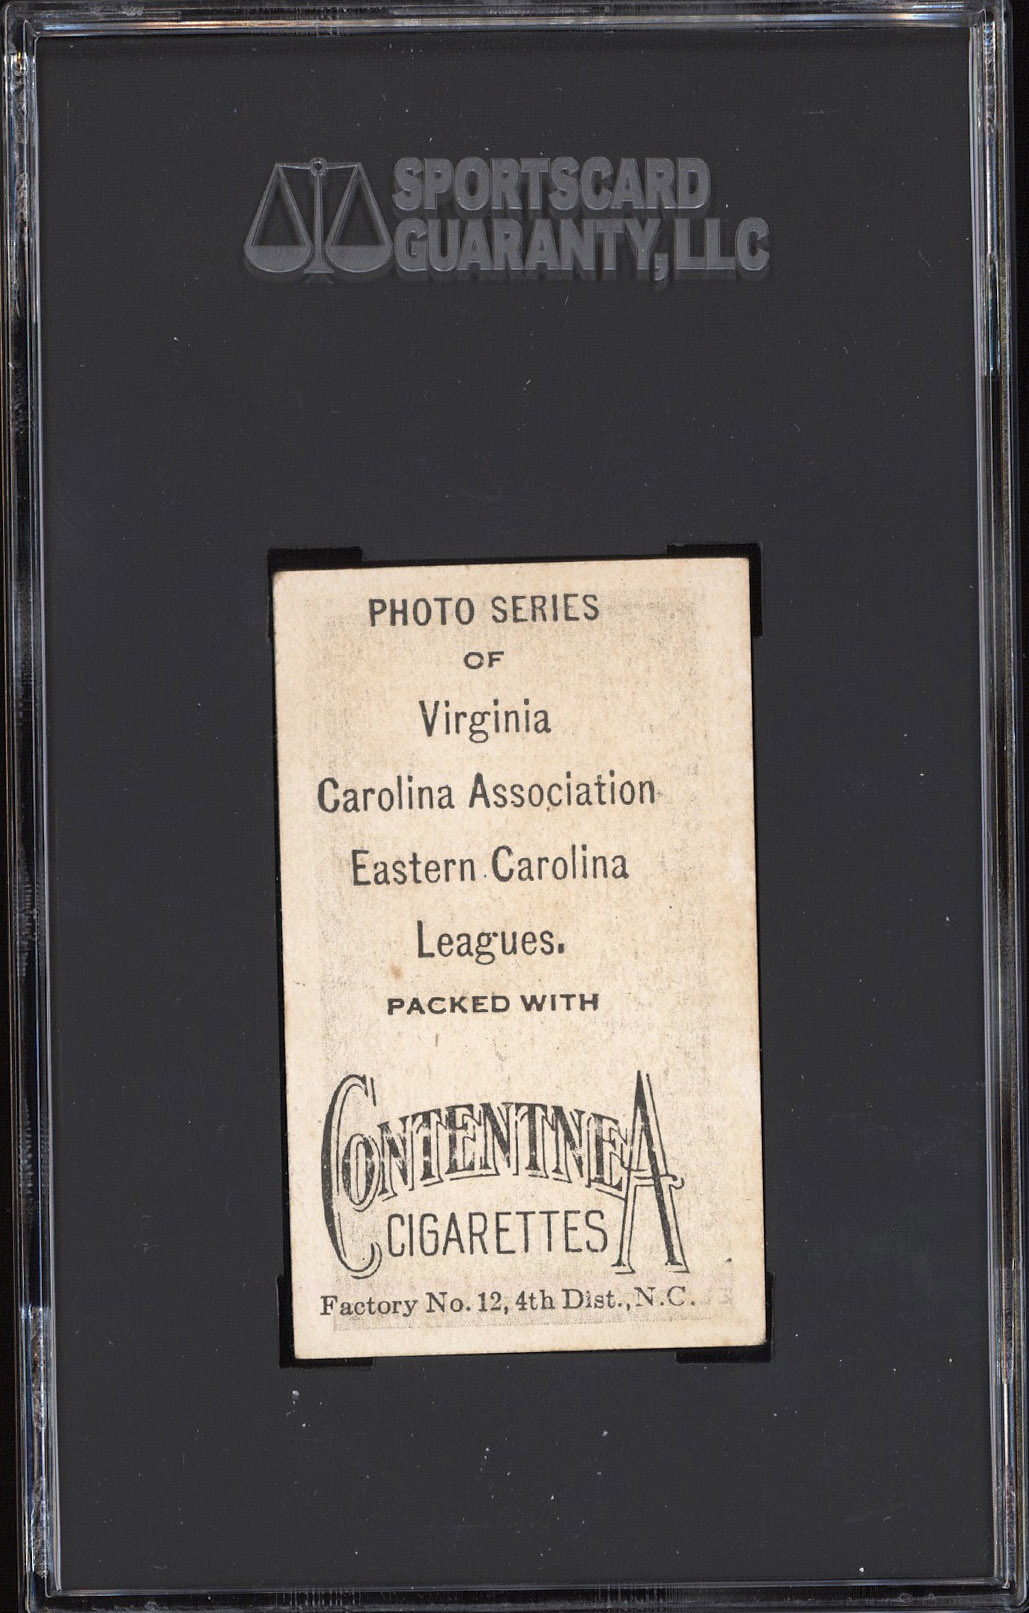 SPORTSCARD
GUARANTY, LLC
PHOTO SERIES
OF
Virginia
Carolina Association
Eastern Carolina
Leagues.
PACKED WITH
CONTENTNEA
CIGARETTES
Factory No. 12, 4th Dist., N.C.